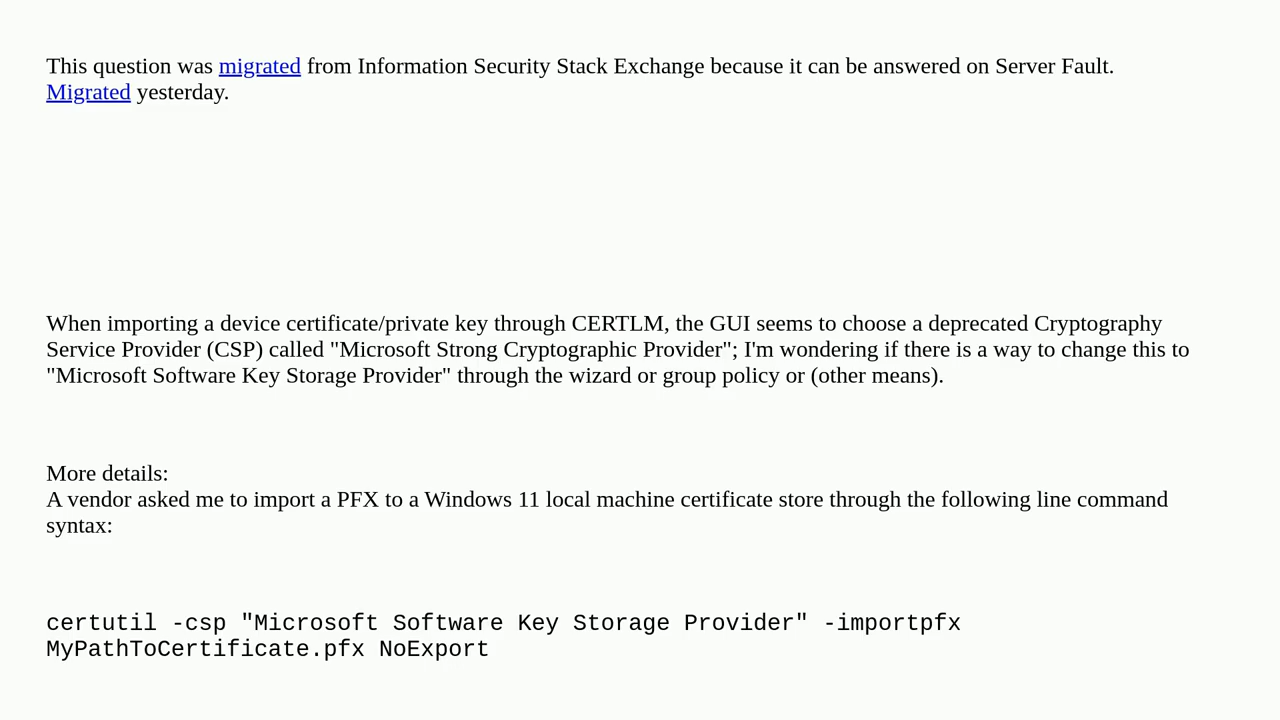 This question was migrated from Information Security Stack Exchange because it can be answered on Server Fault.
Migrated yesterday.
When importing a device certificate/private key through CERTLM, the GUI seems to choose a deprecated Cryptography
Service Provider (CSP) called "Microsoft Strong Cryptographic Provider"; I'm wondering if there is a way to change this to
"Microsoft Software Key Storage Provider" through the wizard or group policy or (other means).
More details:
A vendor asked me to import a PFX to a Windows 11 local machine certificate store through the following line command
syntax:
certutil -csp "Microsoft Software Key Storage Provider" -importpfx
MyPathToCertificate.pfx NoExport